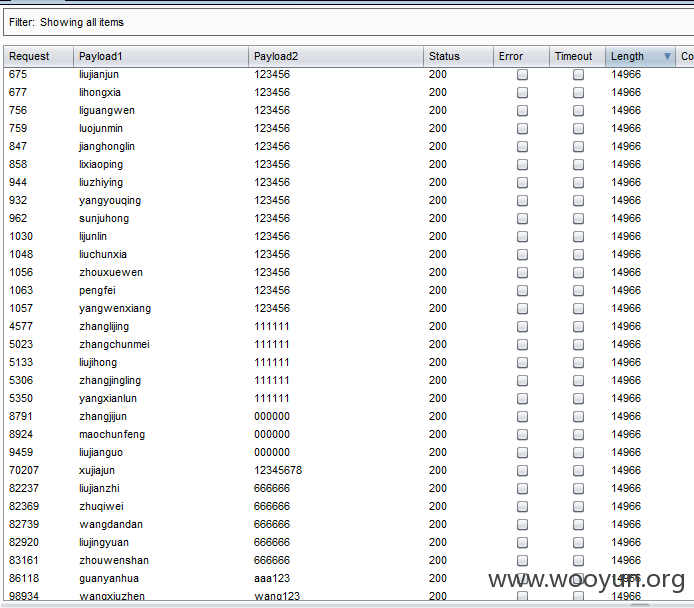 Filter: Showing all items
Request Payload1 Payload2 Status Error Timeout Length Co
675 liujianjun 123456 200 14966
677 lihongxia 123456 200 14966
756 liguangwen 123456 200 14966
759 luojunmin 123456 200 14966
847 jianghonglin 123456 200 14966
858 lixiaoping 123456 200 14966
944 liuzhiying 123456 200 14966
932 yangyouqing 123456 200 14966
962 sunjuhong 123456 200 14966
1030 lijunlin 123456 200 14966
1048 liuchunxia 123456 200 14966
1056 zhouxuewen 123456 200 14966
1063 pengfei 123456 200 14966
1057 yangwenxiang 123456 200 14966
4577 zhanglijing 111111 200 14966
5023 zhangchunmei 111111 200 14966
5133 liujihong 111111 200 14966
5306 zhangjingling 111111 200 14966
5350 yangxianlun 111111 200 14966
8791 zhangjijun 000000 200 14966
8924 maochunfeng 000000 200 14966
9459 liujianguo 000000 200 14966
70207 xujiajun 12345678 200 14966
82237 liujianzhi 666666 200 14966
82369 zhuqiwei 666666 200 14966
82739 wangdandan 666666 200 14966
82920 liujingyuan 666666 200 14966
83161 zhouwenshan 666666 200 14966
86118 guanyanhua aaa123 200 14966
www.wooyun.org
98934 wangxiuzhen wang123 200 14966